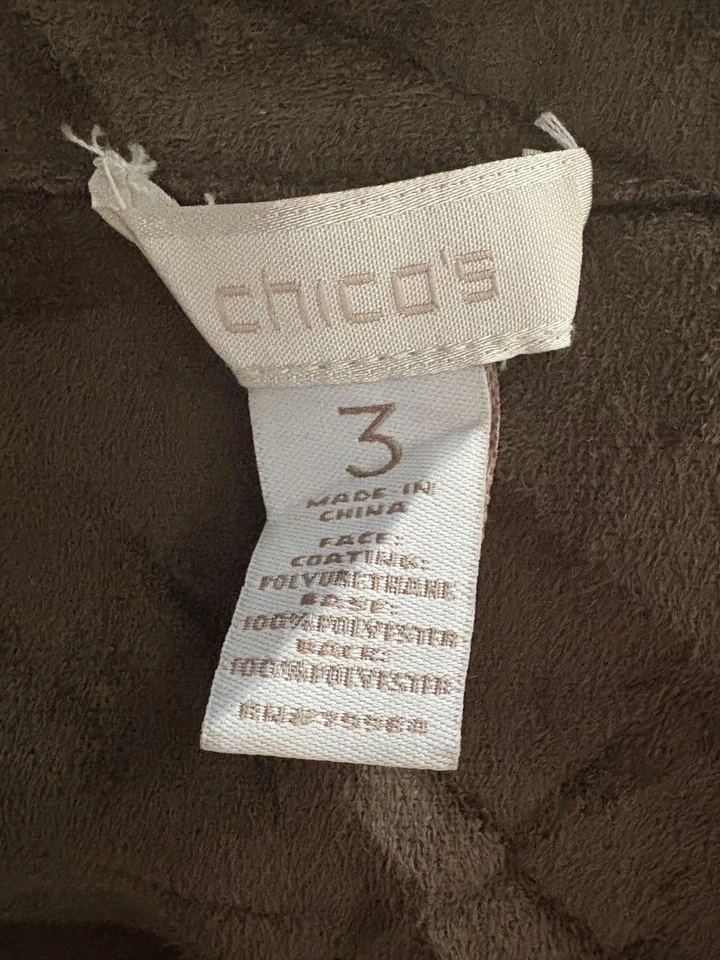 chico's
3
MADE IN
CHINA
FACE:
COATING:
POLYURETHANE
BASE:
100% POLYESTER
BACK:
100% POLYESTER